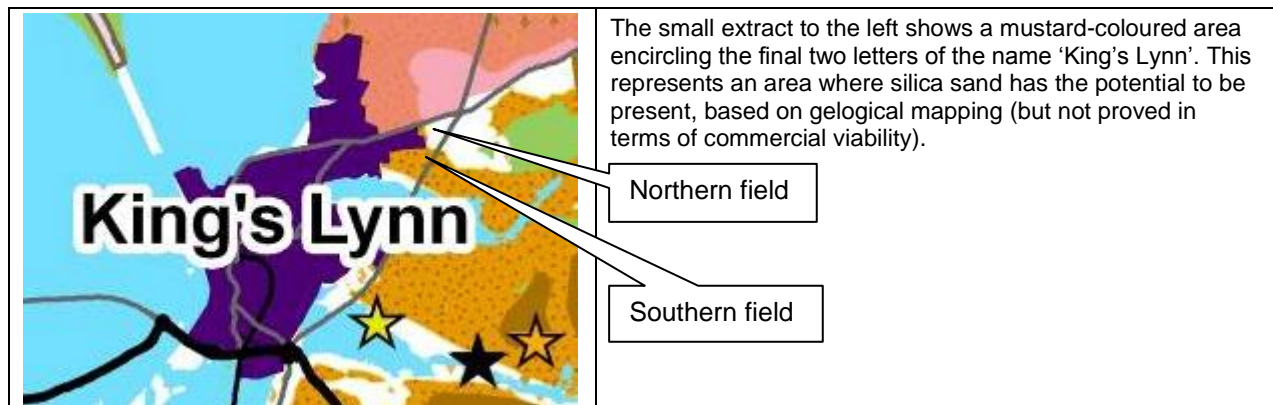 The small extract to the left shows a mustard-coloured area
encircling the final two letters of the name ‘King’s Lynn’. This
represents an area where silica sand has the potential to be
present, based on gelogical mapping (but not proved in
terms of commercial viability).
Northern field
King's Lynn
Southern field